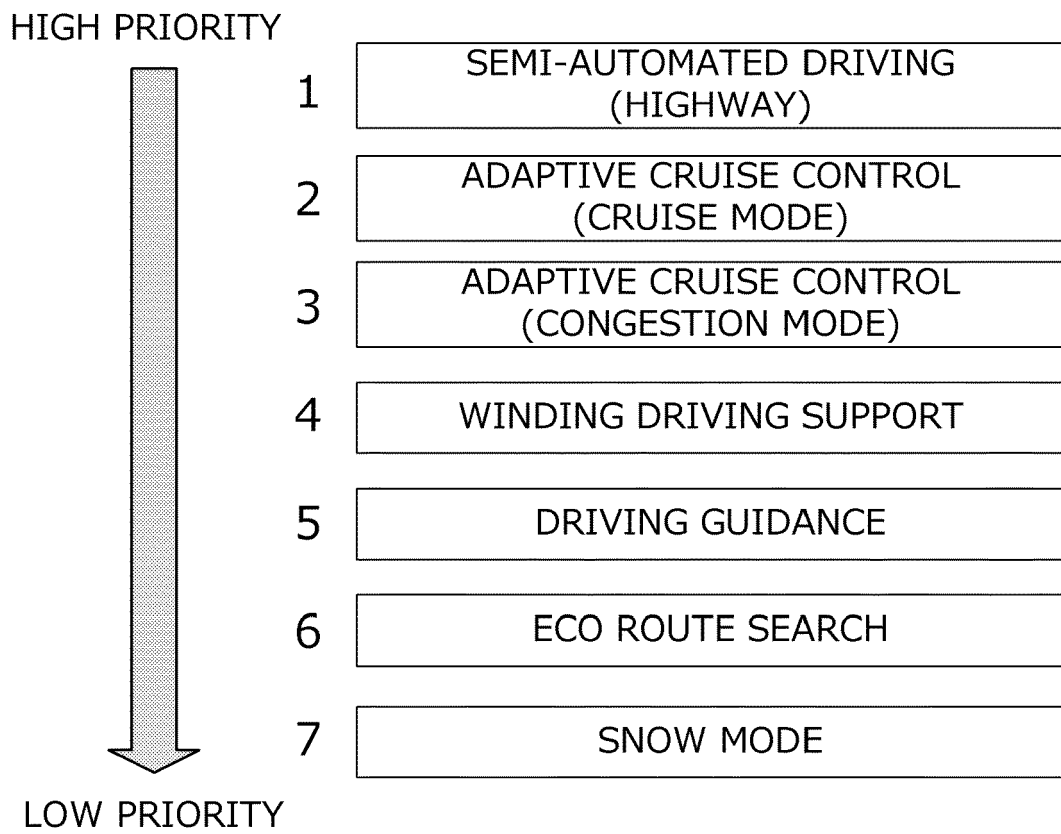 HIGH PRIORITY
1
SEMI-AUTOMATED DRIVING
(HIGHWAY)
2
ADAPTIVE CRUISE CONTROL
(CRUISE MODE)
3
ADAPTIVE CRUISE CONTROL
(CONGESTION MODE)
4
WINDING DRIVING SUPPORT
5
DRIVING GUIDANCE
6
ECO ROUTE SEARCH
7
SNOW MODE
LOW PRIORITY